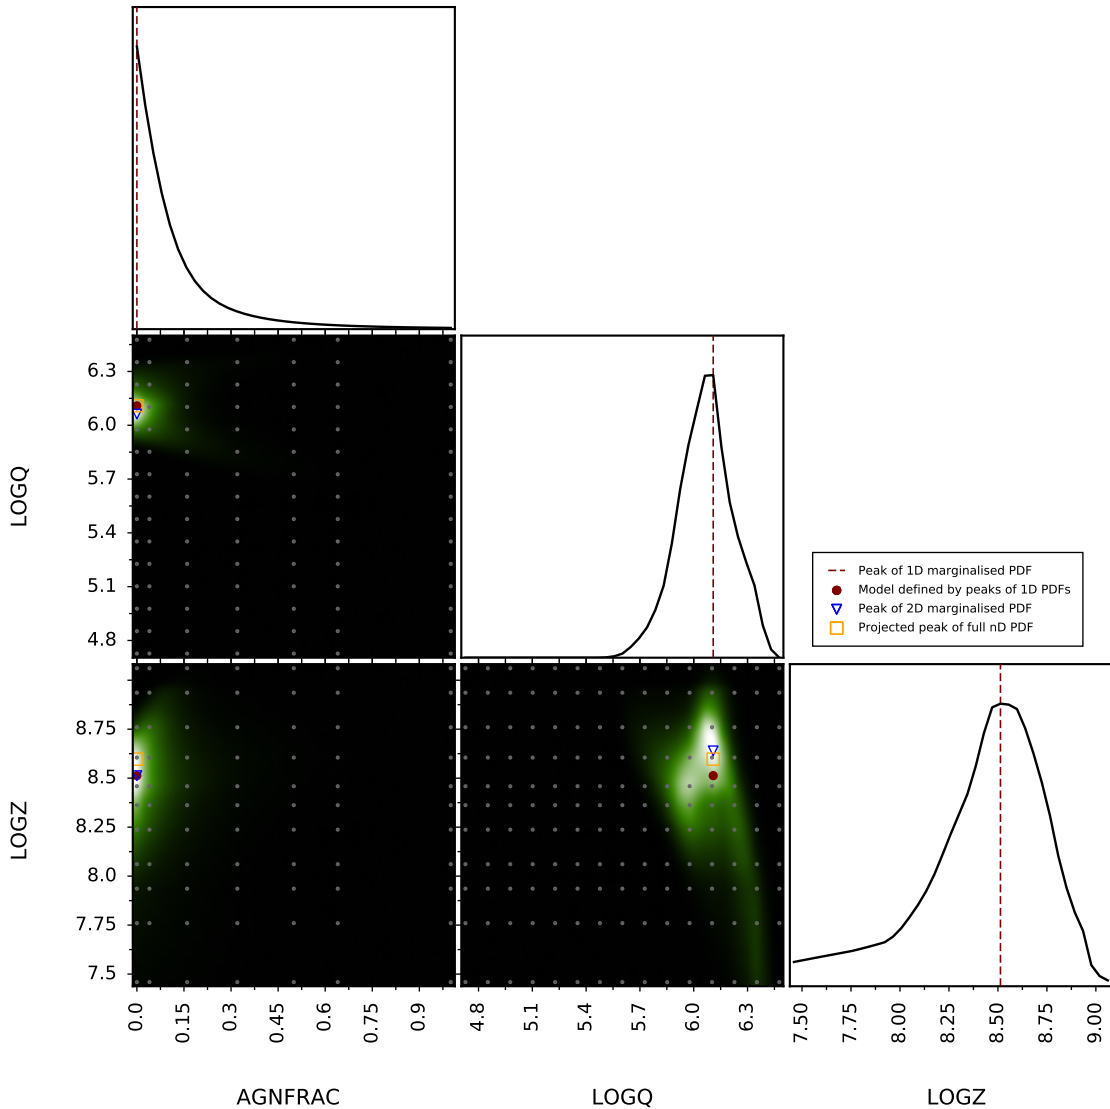 6.3
6.0
5.7
5.4
5.1
4.8
LOGQ
Peak of 1D marginalised PDF
Model defined by peaks of 1D PDFs
Peak of 2D marginalised PDF
Projected peak of full nD PDF
8.75
8.5
8.25
8.0
7.75
7.5
LOGZ
0.0 0.15 0.3 0.45 0.6 0.75 0.9
4.8 5.1 5.4 5.7 6.0 6.3
7.50 7.75 8.00 8.25 8.50 8.75 9.00
AGNFRAC LOGQ LOGZ